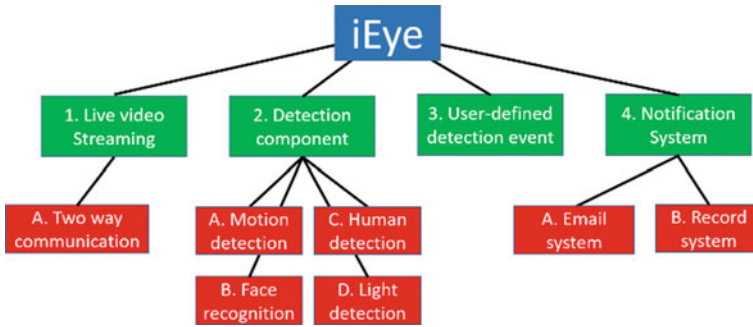 iEye
1. Live video
Streaming
2. Detection
component
3. User-defined
detection event
4. Notification
System
A. Two way
communication
A. Motion
detection
C. Human
detection
A. Email
system
B. Record
system
B. Face
recognition
D. Light
detection